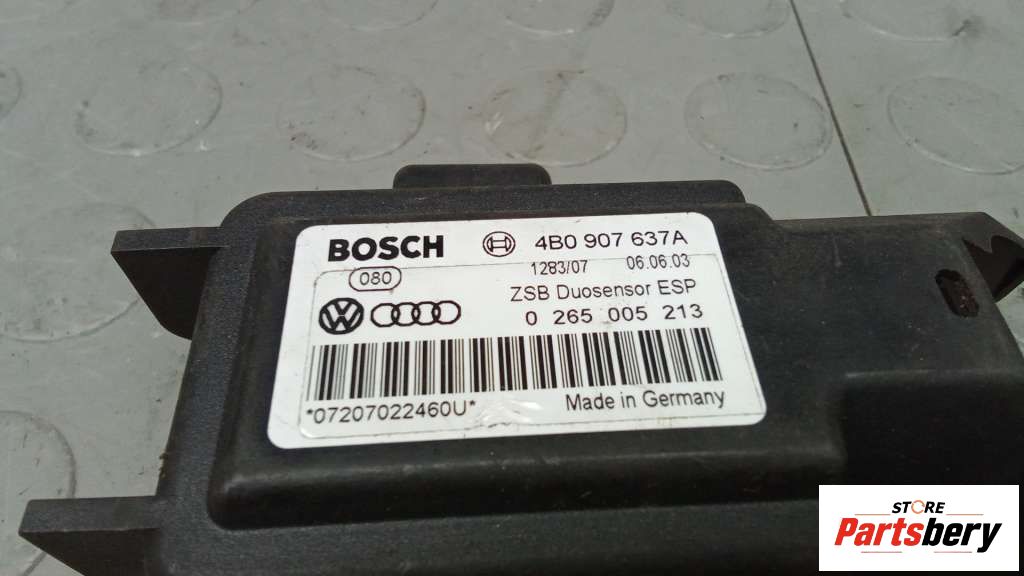 BOSCH 4B0 907 637A
080 1283/07 06.06.03
ZSB Duosensor ESP
0 265 005 213
*07207022460U* Made in Germany
STORE
Partsbery